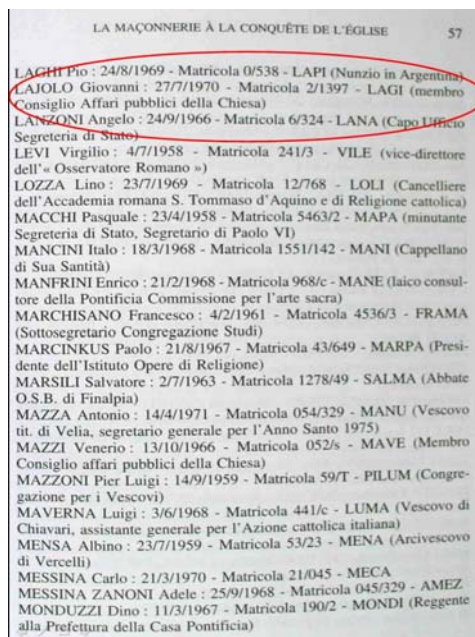 LA MAÇONNERIE À LA CONQUÊTE DE L'ÉGLISE 57
LAGHI Pio : 24/8/1969 - Matricola 0/538 - LAPI (Nunzio in Argentina)
LAJOLO Giovanni : 27/7/1970 - Matricola 2/1397 - LAGI (membro
Consiglio Affari pubblici della Chiesa)
LANZONI Angelo : 24/9/1966 - Matricola 6/324 - LANA (Capo Ufficio
Segreteria di Stato)
LEVI Virgilio : 4/7/1958 - Matricola 241/3 - VILE (vice-direttore
dell'« Osservatore Romano »)
LOZZA Lino : 23/7/1969 - Matricola 12/768 - LOLI (Cancelliere
dell'Accademia romana S. Tommaso d'Aquino e di Religione cattolica)
MACCHI Pasquale : 23/4/1958 - Matricola 5463/2 - MAPA (minutante
Segreteria di Stato, Segretario di Paolo VI)
MANCINI Italo : 18/3/1968 - Matricola 1551/142 - MANI (Cappellano
di Sua Santità)
MANFRINI Enrico : 21/2/1968 - Matricola 968/c - MANE (laico consul-
tore della Pontificia Commissione per l'arte sacra)
MARCHISANO Francesco : 4/2/1961 - Matricola 4536/3 - FRAMA
(Sottosegretario Congregazione Studi)
MARCINKUS Paolo : 21/8/1967 - Matricola 43/649 - MARPA (Presi-
dente dell'Istituto Opere di Religione)
MARSILI Salvatore : 2/7/1963 - Matricola 1278/49 - SALMA (Abbate
O.S.B. di Finalpia)
MAZZA Antonio : 14/4/1971 - Matricola 054/329 - MANU (Vescovo
tit. di Velia, segretario generale per l'Anno Santo 1975)
MAZZI Venerio : 13/10/1966 - Matricola 052/s - MAVE (Membro
Consiglio affari pubblici della Chiesa)
MAZZONI Pier Luigi : 14/9/1959 - Matricola 59/T - PILUM (Congre-
gazione per i Vescovi)
MAVERNA Luigi : 3/6/1968 - Matricola 441/c - LUMA (Vescovo di
Chiavari, assistante generale per l'Azione cattolica italiana)
MENSA Albino : 23/7/1959 - Matricola 53/23 - MENA (Arcivescovo
di Vercelli)
MESSINA Carlo : 21/3/1970 - Matricola 21/045 - MECA
MESSINA ZANONI Adele : 25/9/1968 - Matricola 045/329 - AMEZ
MONDUZZI Dino : 11/3/1967 - Matricola 190/2 - MONDI (Reggente
alla Prefettura della Casa Pontificia)